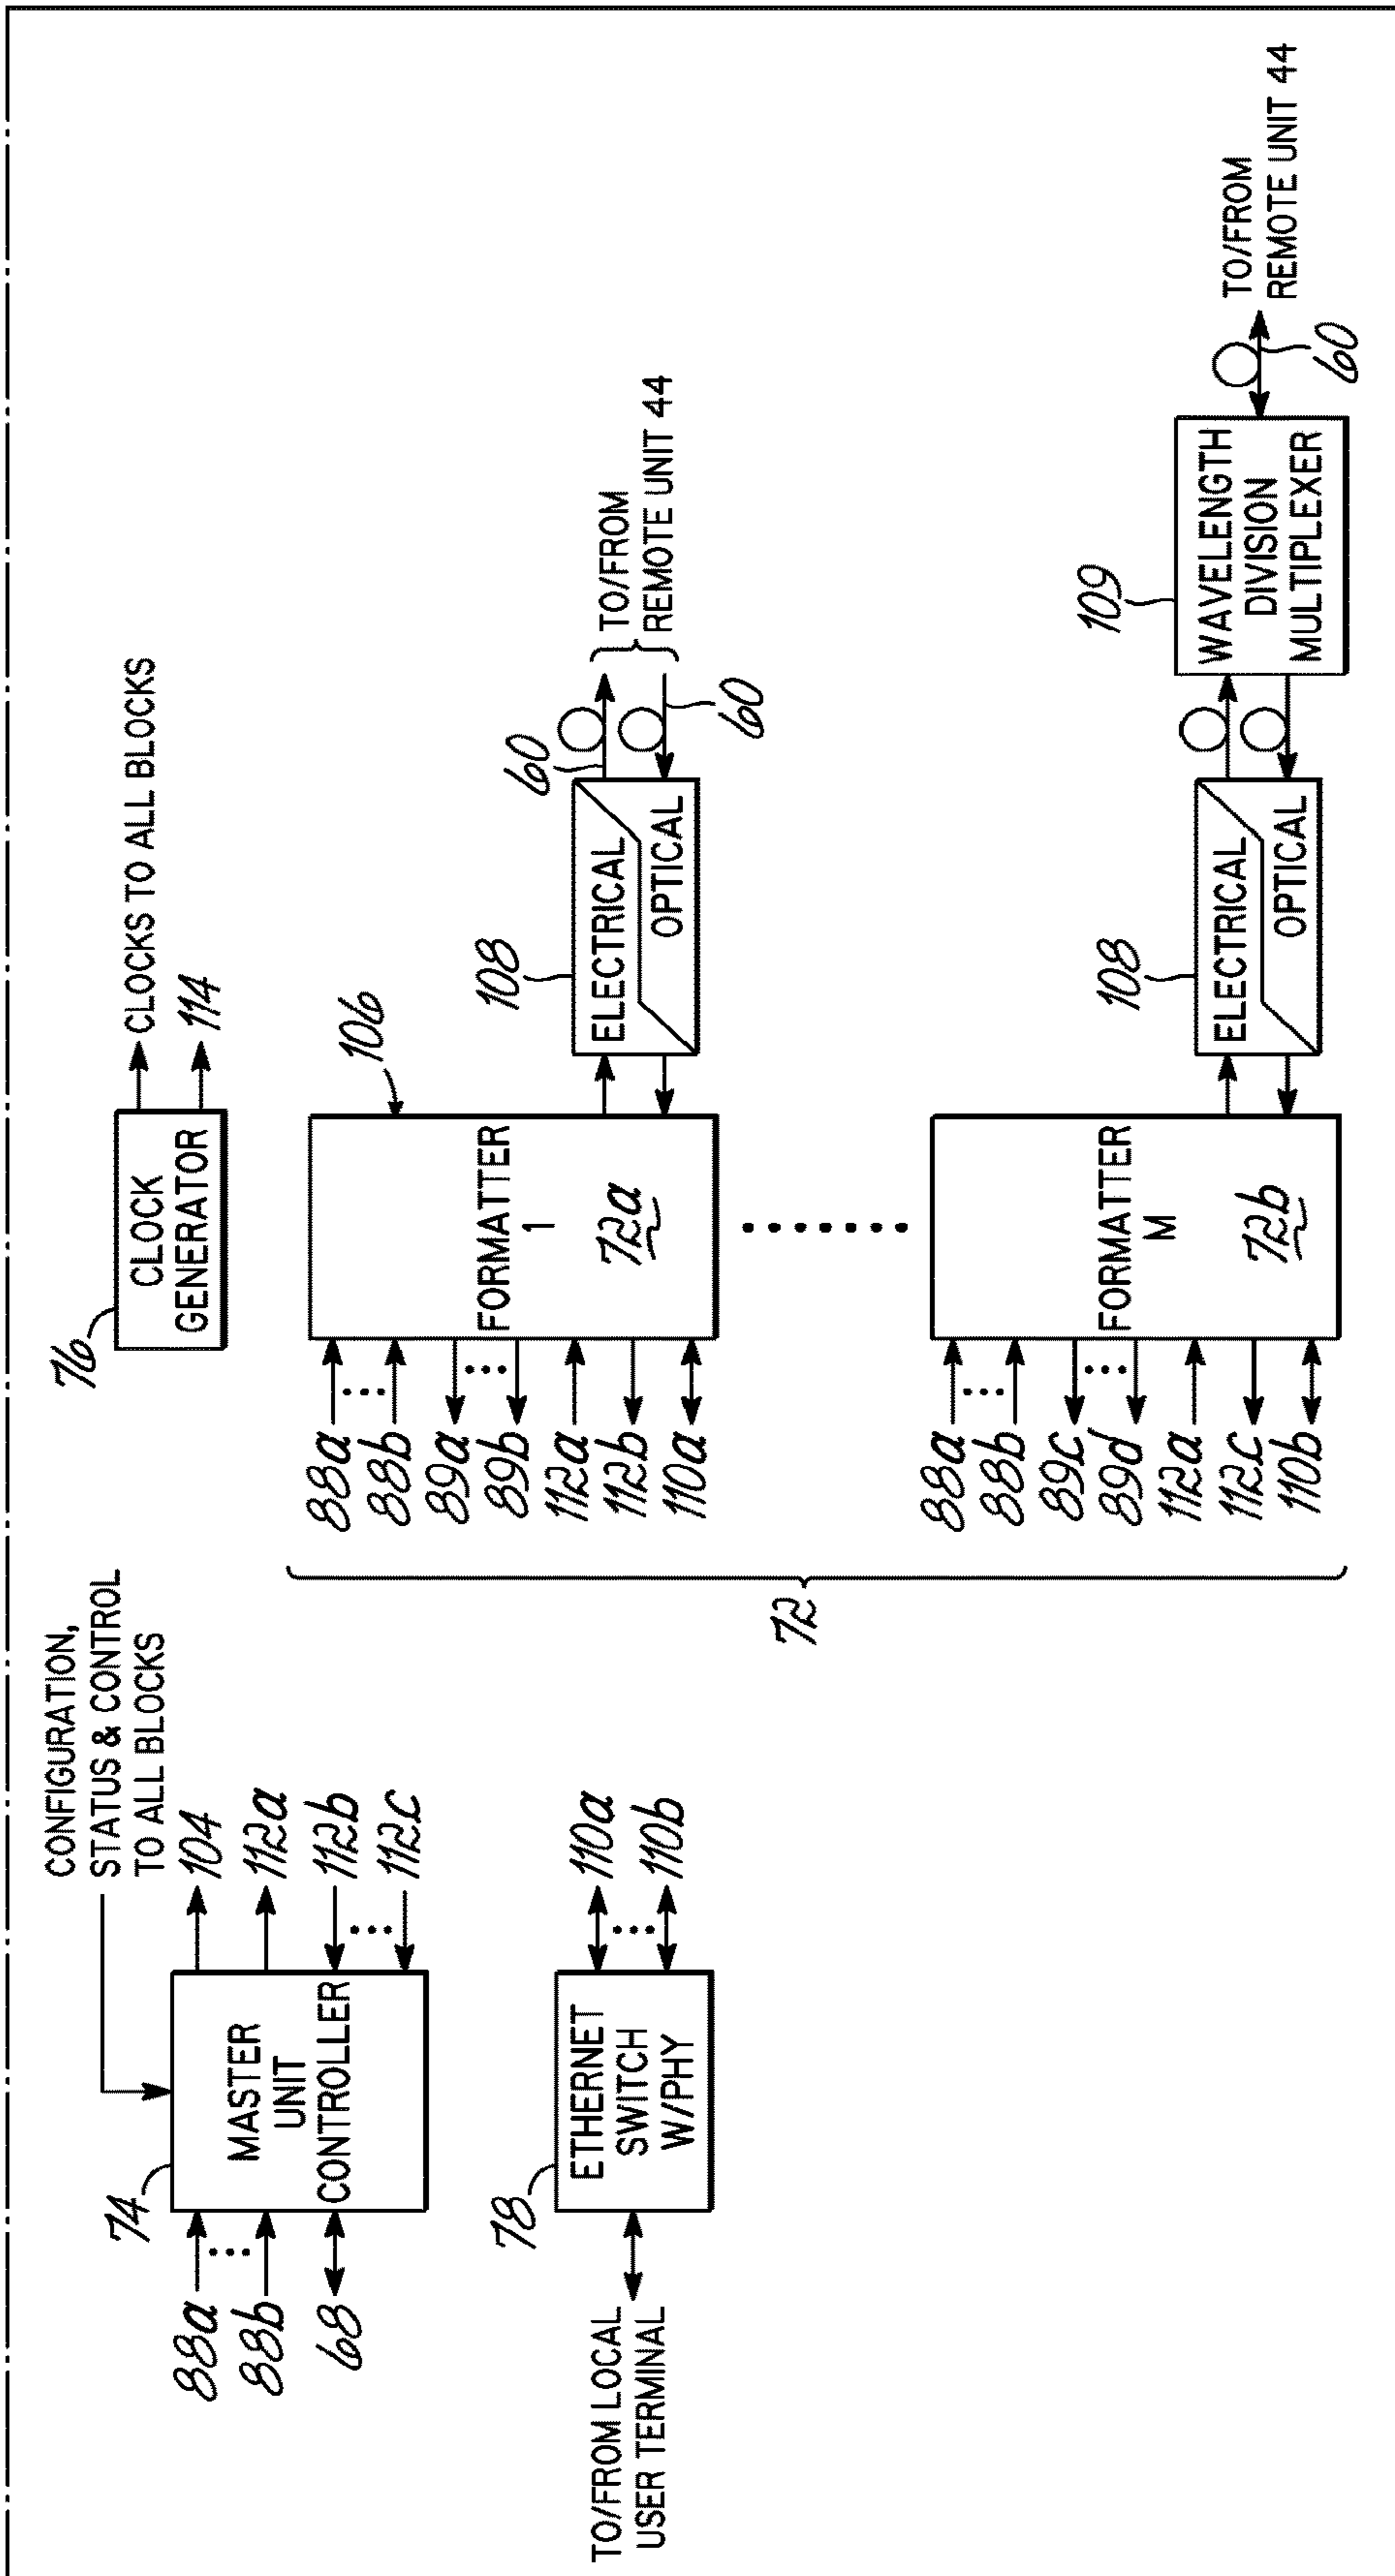 CONFIGURATION,
STATUS & CONTROL
TO ALL BLOCKS
74
MASTER
UNIT
CONTROLLER
88a
88b
68
104
112a
112b
112c
78
ETHERNET
SWITCH
W/PHY
TO/FROM LOCAL
USER TERMINAL
110a
110b
76
CLOCK
GENERATOR
CLOCKS TO ALL BLOCKS
114
72
88a
88b
89a
89b
112a
112b
110a
FORMATTER
1
72a
106
108
ELECTRICAL
OPTICAL
60
60
TO/FROM
REMOTE UNIT 44
88a
88b
89c
89d
112a
112c
110b
FORMATTER
M
72b
108
ELECTRICAL
OPTICAL
109
WAVELENGTH
DIVISION
MULTIPLEXER
60
TO/FROM
REMOTE UNIT 44